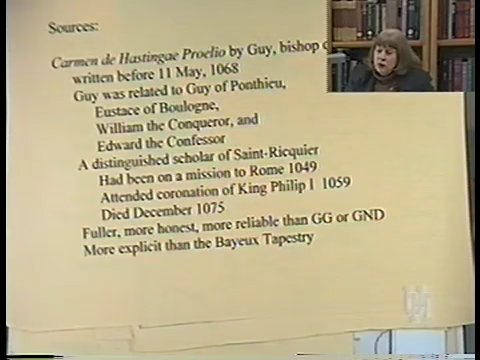 Sources:
Carmen de Hastingae Proelio by Guy, bishop
written before 11 May, 1068
Guy was related to Guy of Ponthieu,
Eustace of Boulogne,
William the Conqueror, and
Edward the Confessor
A distinguished scholar of Saint-Ricquier
Had been on a mission to Rome 1049
Attended coronation of King Philip I 1059
Died December 1075
Fuller, more honest, more reliable than GG or GND
More explicit than the Bayeux Tapestry